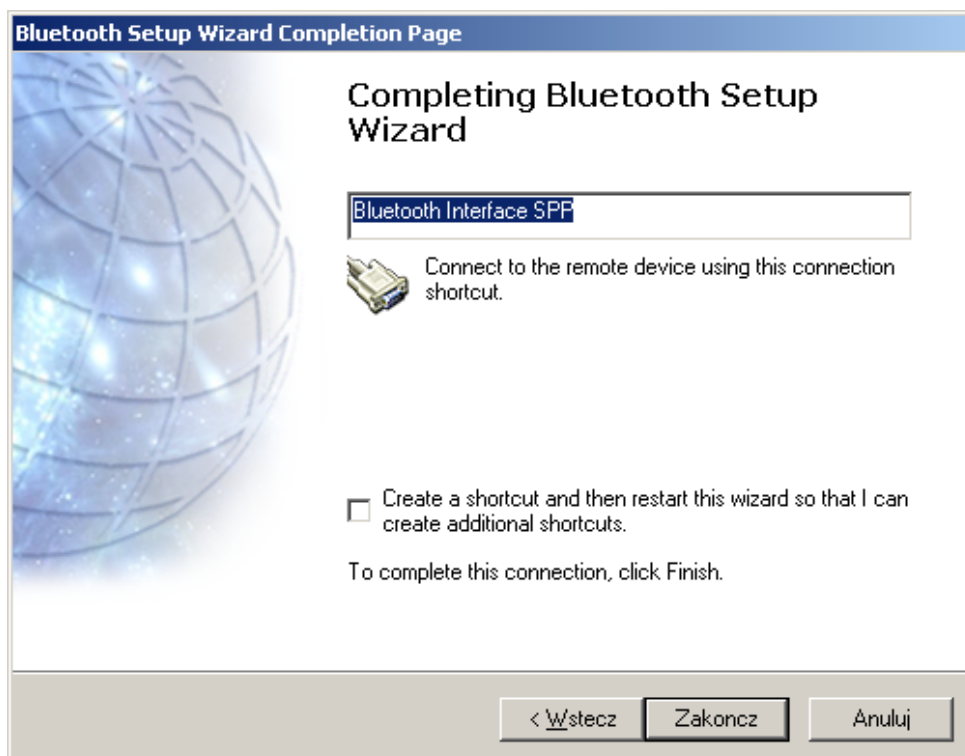 Bluetooth Setup Wizard Completion Page
Completing Bluetooth Setup
Wizard
Bluetooth Interface SPP
Connect to the remote device using this connection
shortcut.
Create a shortcut and then restart this wizard so that I can
create additional shortcuts.
To complete this connection, click Finish.
< Wstecz Zakoncz Anuluj